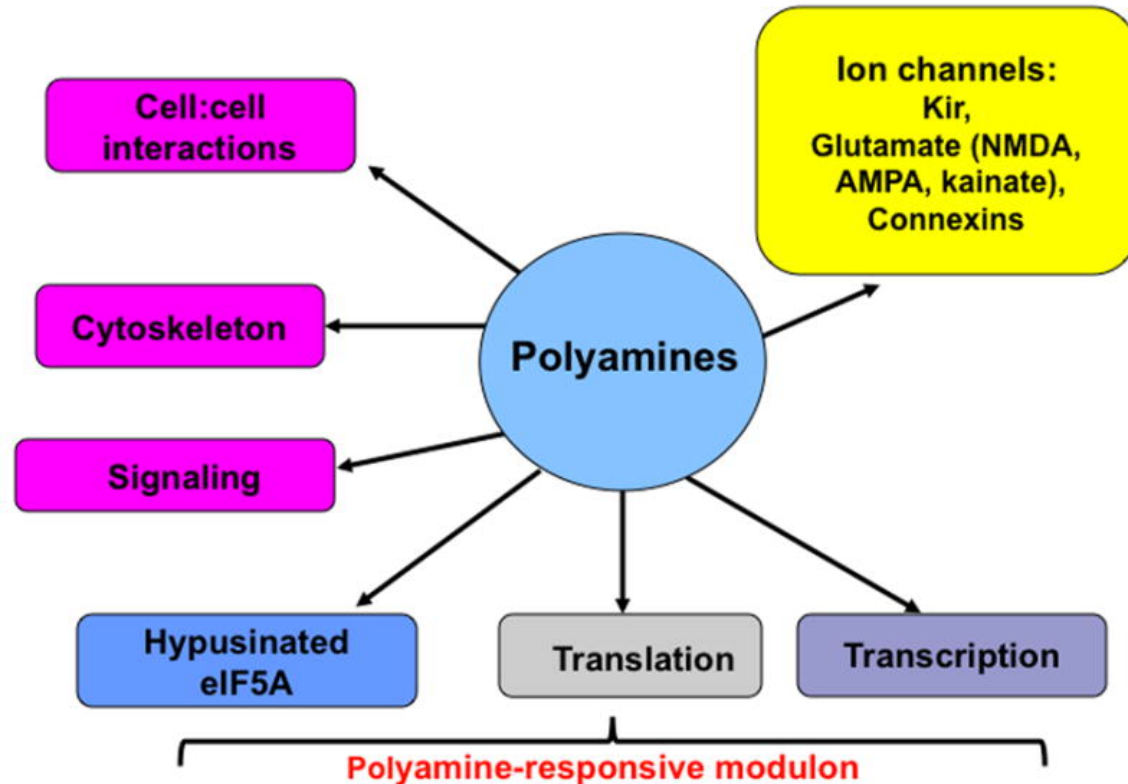 Ion channels:
Kir,
Glutamate (NMDA,
AMPA, kainate),
Connexins
Cell:cell
interactions
Cytoskeleton
Polyamines
Signaling
Hypusinated
eIF5A
Translation
Transcription
Polyamine-responsive modulon